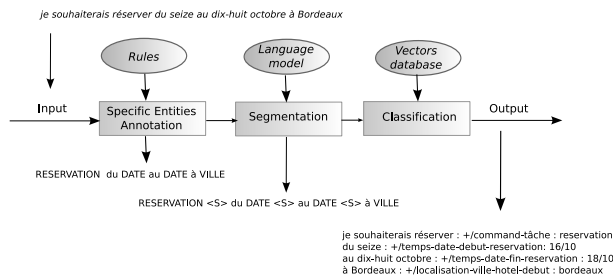 je souhaiterais réserver du seize au dix-huit octobre à Bordeaux
Rules
Language
model
Vectors
database
Input
Specific Entities
Annotation
Segmentation
Classification
Output
RESERVATION du DATE au DATE à VILLE
RESERVATION <S> du DATE <S> au DATE <S> à VILLE
je souhaiterais réserver : +/command-tâche : reservation
du seize : +/temps-date-debut-reservation: 16/10
au dix-huit octobre : +/temps-date-fin-reservation : 18/10
à Bordeaux : +/localisation-ville-hotel-debut : bordeaux